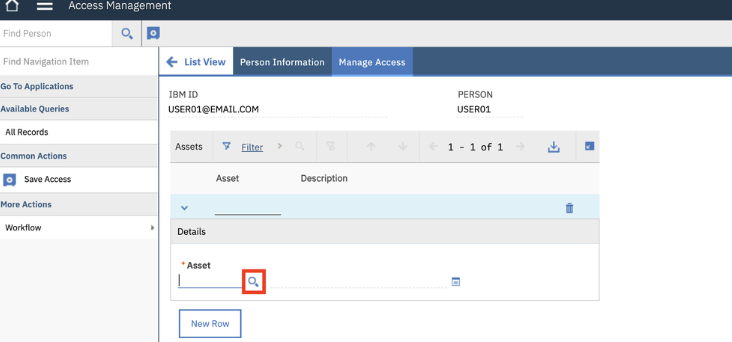 Access Management
Find Person
Find Navigation Item
List View Person Information Manage Access
Go To Applications
Available Queries
All Records
Common Actions
Save Access
More Actions
Workflow
IBM ID PERSON
USER01@EMAIL.COM USER01
Assets Filter 1 - 1 of 1
Asset Description
Details
* Asset
New Row